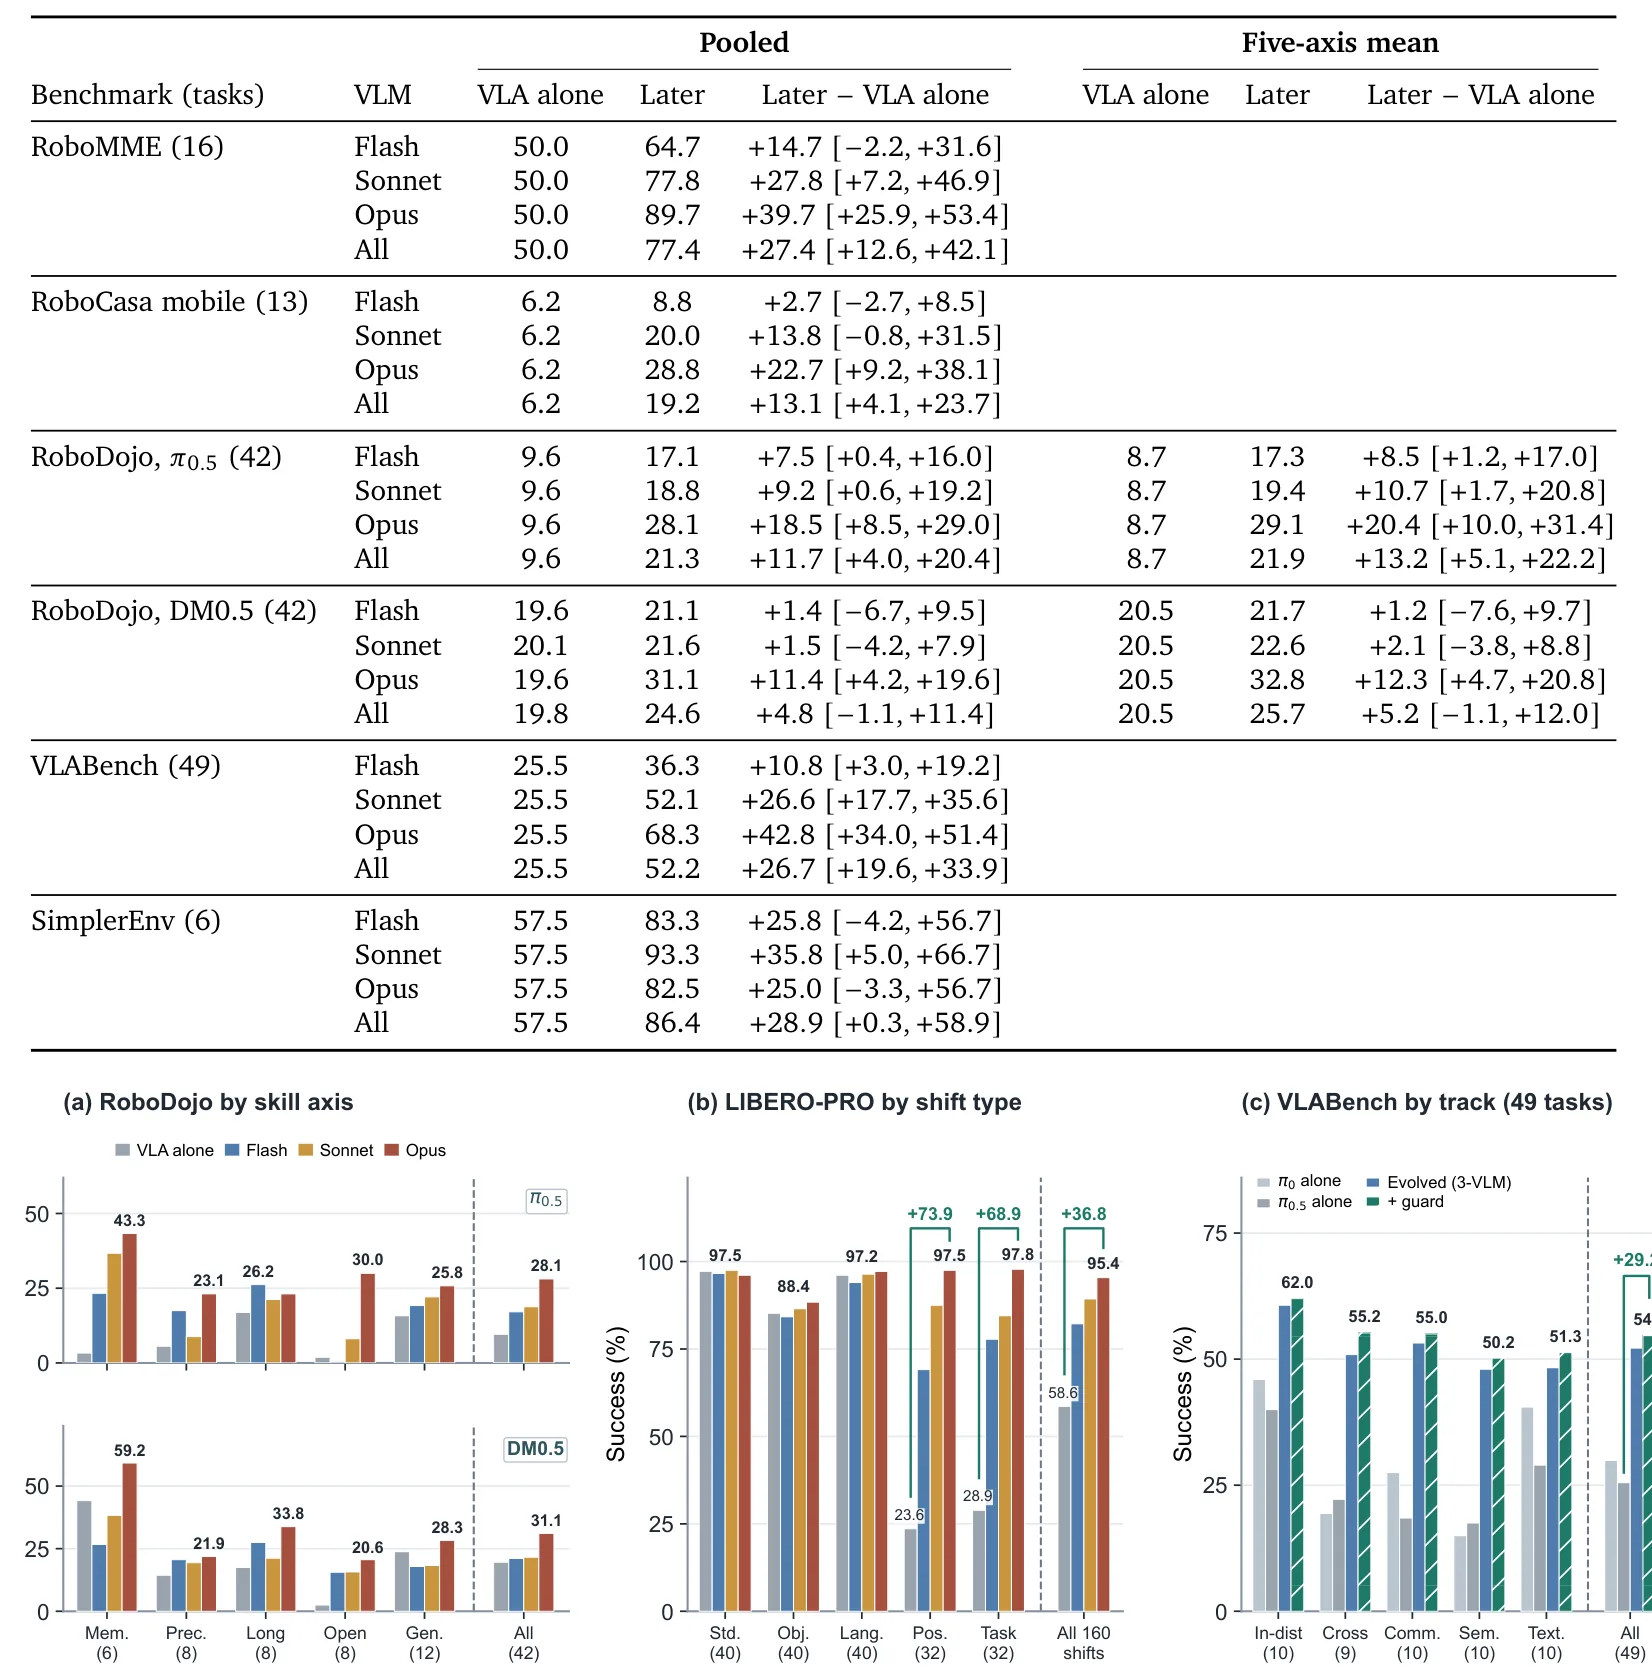 Pooled Five-axis mean
Benchmark (tasks) VLM VLA alone Later Later − VLA alone VLA alone Later Later − VLA alone
RoboMME (16) Flash 50.0 64.7 +14.7 [−2.2, +31.6]
Sonnet 50.0 77.8 +27.8 [+7.2, +46.9]
Opus 50.0 89.7 +39.7 [+25.9, +53.4]
All 50.0 77.4 +27.4 [+12.6, +42.1]
RoboCasa mobile (13) Flash 6.2 8.8 +2.7 [−2.7, +8.5]
Sonnet 6.2 20.0 +13.8 [−0.8, +31.5]
Opus 6.2 28.8 +22.7 [+9.2, +38.1]
All 6.2 19.2 +13.1 [+4.1, +23.7]
RoboDojo, π0.5 (42) Flash 9.6 17.1 +7.5 [+0.4, +16.0] 8.7 17.3 +8.5 [+1.2, +17.0]
Sonnet 9.6 18.8 +9.2 [+0.6, +19.2] 8.7 19.4 +10.7 [+1.7, +20.8]
Opus 9.6 28.1 +18.5 [+8.5, +29.0] 8.7 29.1 +20.4 [+10.0, +31.4]
All 9.6 21.3 +11.7 [+4.0, +20.4] 8.7 21.9 +13.2 [+5.1, +22.2]
RoboDojo, DM0.5 (42) Flash 19.6 21.1 +1.4 [−6.7, +9.5] 20.5 21.7 +1.2 [−7.6, +9.7]
Sonnet 20.1 21.6 +1.5 [−4.2, +7.9] 20.5 22.6 +2.1 [−3.8, +8.8]
Opus 19.6 31.1 +11.4 [+4.2, +19.6] 20.5 32.8 +12.3 [+4.7, +20.8]
All 19.8 24.6 +4.8 [−1.1, +11.4] 20.5 25.7 +5.2 [−1.1, +12.0]
VLABench (49) Flash 25.5 36.3 +10.8 [+3.0, +19.2]
Sonnet 25.5 52.1 +26.6 [+17.7, +35.6]
Opus 25.5 68.3 +42.8 [+34.0, +51.4]
All 25.5 52.2 +26.7 [+19.6, +33.9]
SimplerEnv (6) Flash 57.5 83.3 +25.8 [−4.2, +56.7]
Sonnet 57.5 93.3 +35.8 [+5.0, +66.7]
Opus 57.5 82.5 +25.0 [−3.3, +56.7]
All 57.5 86.4 +28.9 [+0.3, +58.9]
(a) RoboDojo by skill axis
VLA alone Flash Sonnet Opus
π0.5
50
25
0
43.3 23.1 26.2 30.0 25.8 28.1
DM0.5
50
25
0
59.2 21.9 33.8 20.6 28.3 31.1
Mem. Prec. Long Open Gen. All
(6) (8) (8) (8) (12) (42)
(b) LIBERO-PRO by shift type
Success (%)
100
75
50
25
0
+73.9 +68.9 +36.8
97.5 88.4 97.2 97.5 97.8 95.4
23.6 28.9 58.6
Std. Obj. Lang. Pos. Task All 160
(40) (40) (40) (32) (32) shifts
(c) VLABench by track (49 tasks)
π0 alone Evolved (3-VLM)
π0.5 alone + guard
Success (%)
75
50
25
0
62.0 55.2 55.0 50.2 51.3
In-dist Cross Comm. Sem. Text. All
(10) (9) (10) (10) (10) (49)